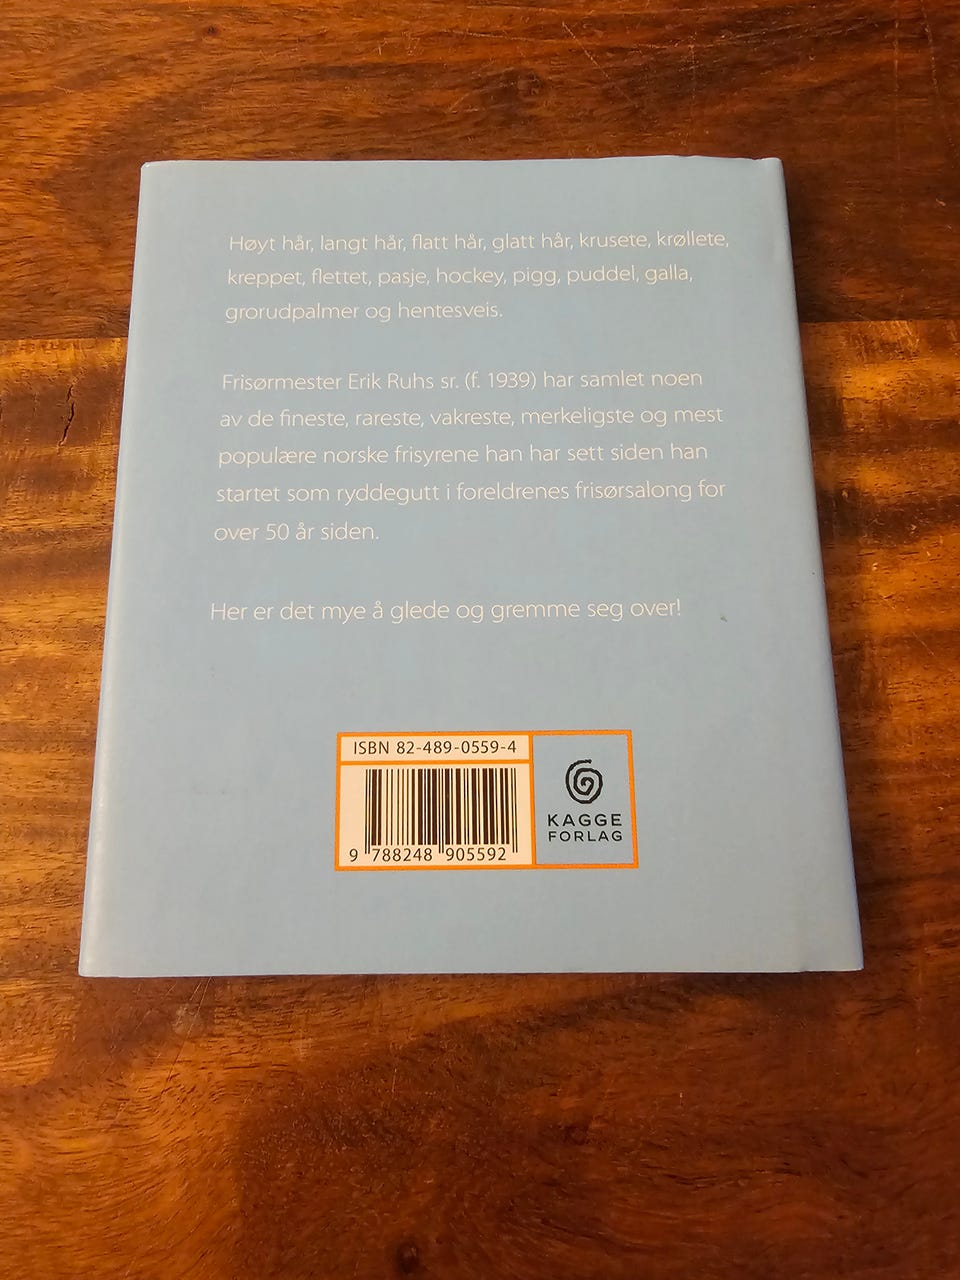 Høyt hår, langt hår, flatt hår, glatt hår, krusete, krøllete,
kreppet, flettet, pasje, hockey, pigg, puddel, galla,
grorudpalmer og hentesveis.
Frisørmester Erik Ruhs sr. (f. 1939) har samlet noen
av de fineste, rareste, vakreste, merkeligste og mest
populære norske frisyrene han har sett siden han
startet som ryddegutt i foreldrenes frisørsalong for
over 50 år siden.
Her er det mye å glede og gremme seg over!
ISBN 82-489-0559-4
9 788248 905592
KAGGE
FORLAG